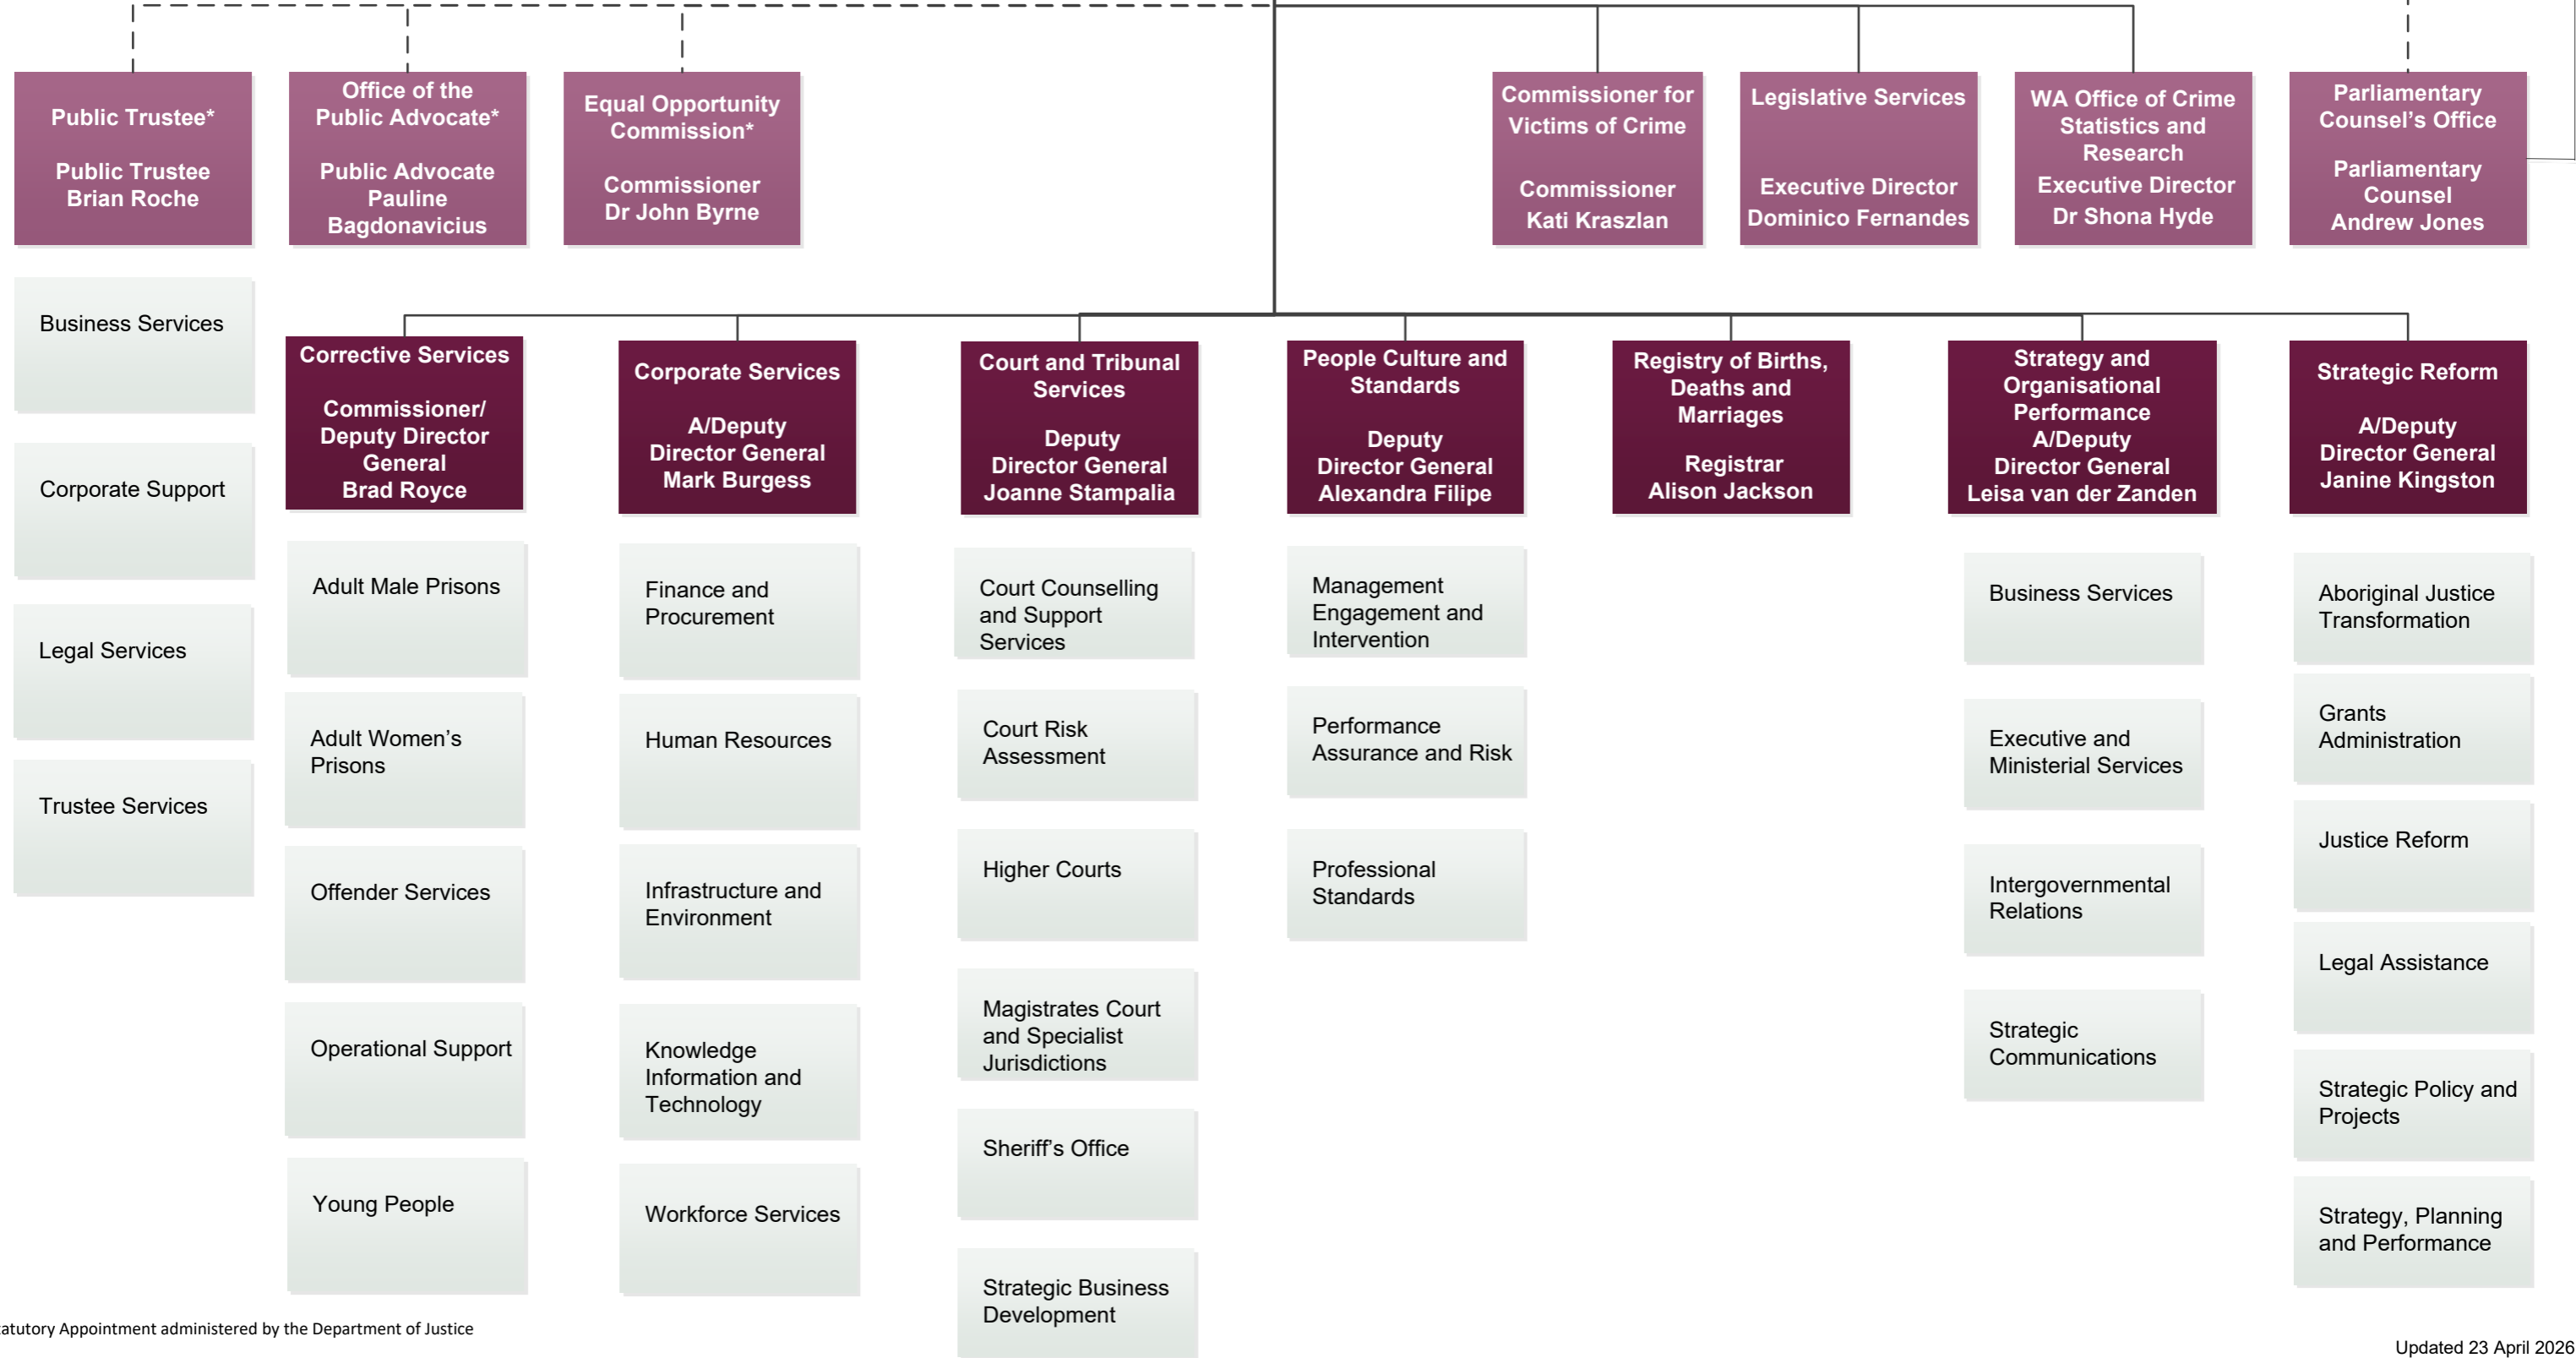 Public Trustee*
Public Trustee
Brian Roche
Office of the
Public Advocate*
Public Advocate
Pauline
Bagdonavicius
Equal Opportunity
Commission*
Commissioner
Dr John Byrne
Commissioner for
Victims of Crime
Commissioner
Kati Kraszlan
Legislative Services
Executive Director
Dominico Fernandes
WA Office of Crime
Statistics and
Research
Executive Director
Dr Shona Hyde
Parliamentary
Counsel’s Office
Parliamentary
Counsel
Andrew Jones
Business Services
Corporate Support
Legal Services
Trustee Services
Corrective Services
Commissioner/
Deputy Director
General
Brad Royce
Adult Male Prisons
Adult Women’s
Prisons
Offender Services
Operational Support
Young People
Corporate Services
A/Deputy
Director General
Mark Burgess
Finance and
Procurement
Human Resources
Infrastructure and
Environment
Knowledge
Information and
Technology
Workforce Services
Court and Tribunal
Services
Deputy
Director General
Joanne Stampalia
Court Counselling
and Support
Services
Court Risk
Assessment
Higher Courts
Magistrates Court
and Specialist
Jurisdictions
Sheriff’s Office
Strategic Business
Development
People Culture and
Standards
Deputy
Director General
Alexandra Filipe
Management
Engagement and
Intervention
Performance
Assurance and Risk
Professional
Standards
Registry of Births,
Deaths and
Marriages
Registrar
Alison Jackson
Strategy and
Organisational
Performance
A/Deputy
Director General
Leisa van der Zanden
Business Services
Executive and
Ministerial Services
Intergovernmental
Relations
Strategic
Communications
Strategic Reform
A/Deputy
Director General
Janine Kingston
Aboriginal Justice
Transformation
Grants
Administration
Justice Reform
Legal Assistance
Strategic Policy and
Projects
Strategy, Planning
and Performance
Appointment administered by the Department of Justice
Updated 23 April 2026